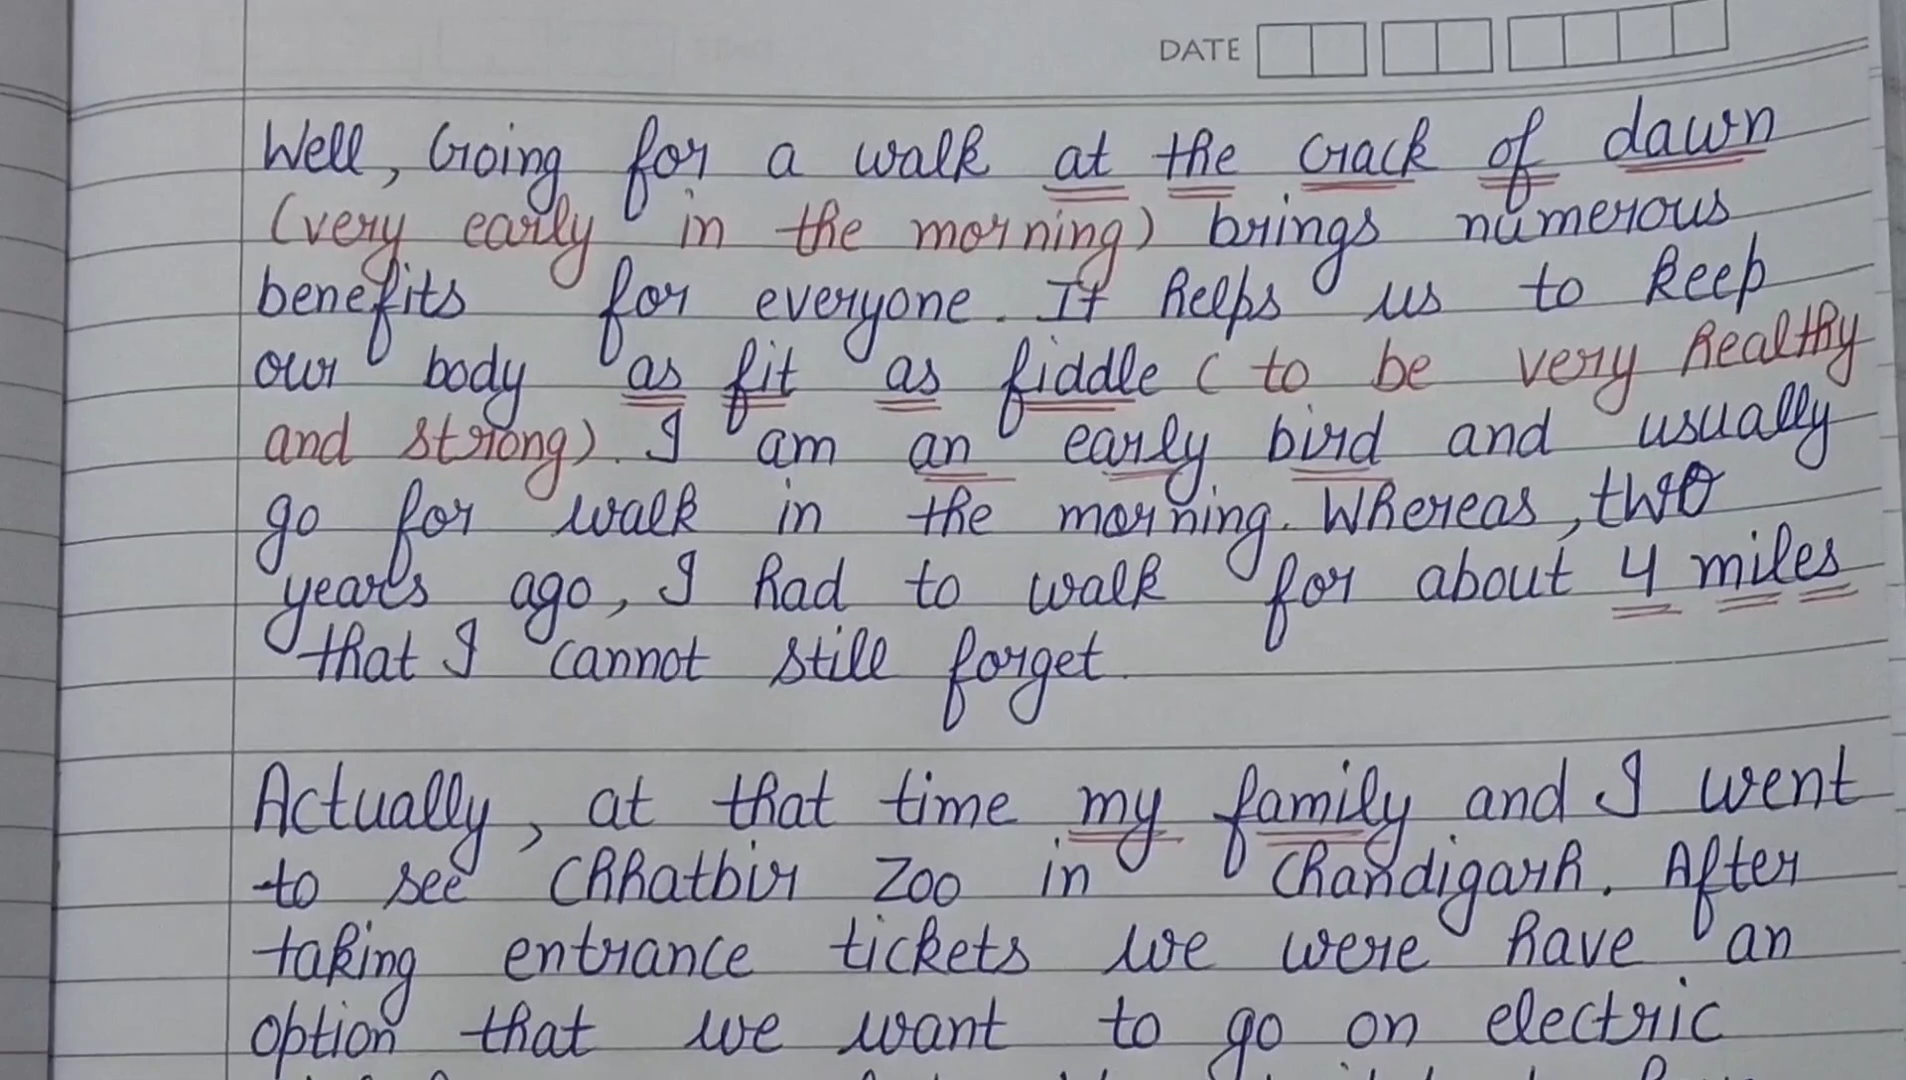 DATE
Well, Going for a walk at the crack of dawn
(very early in the morning) brings numerous
benefits for everyone. It helps us to keep
our body as fit as fiddle (to be very healthy
and strong). I am an early bird and usually
go for walk in the morning. Whereas, two
years ago, I had to walk for about 4 miles
that I cannot still forget.
Actually, at that time my family and I went
to see Chhatbir Zoo in Chandigarh. After
taking entrance tickets we were have an
option that we want to go on electric